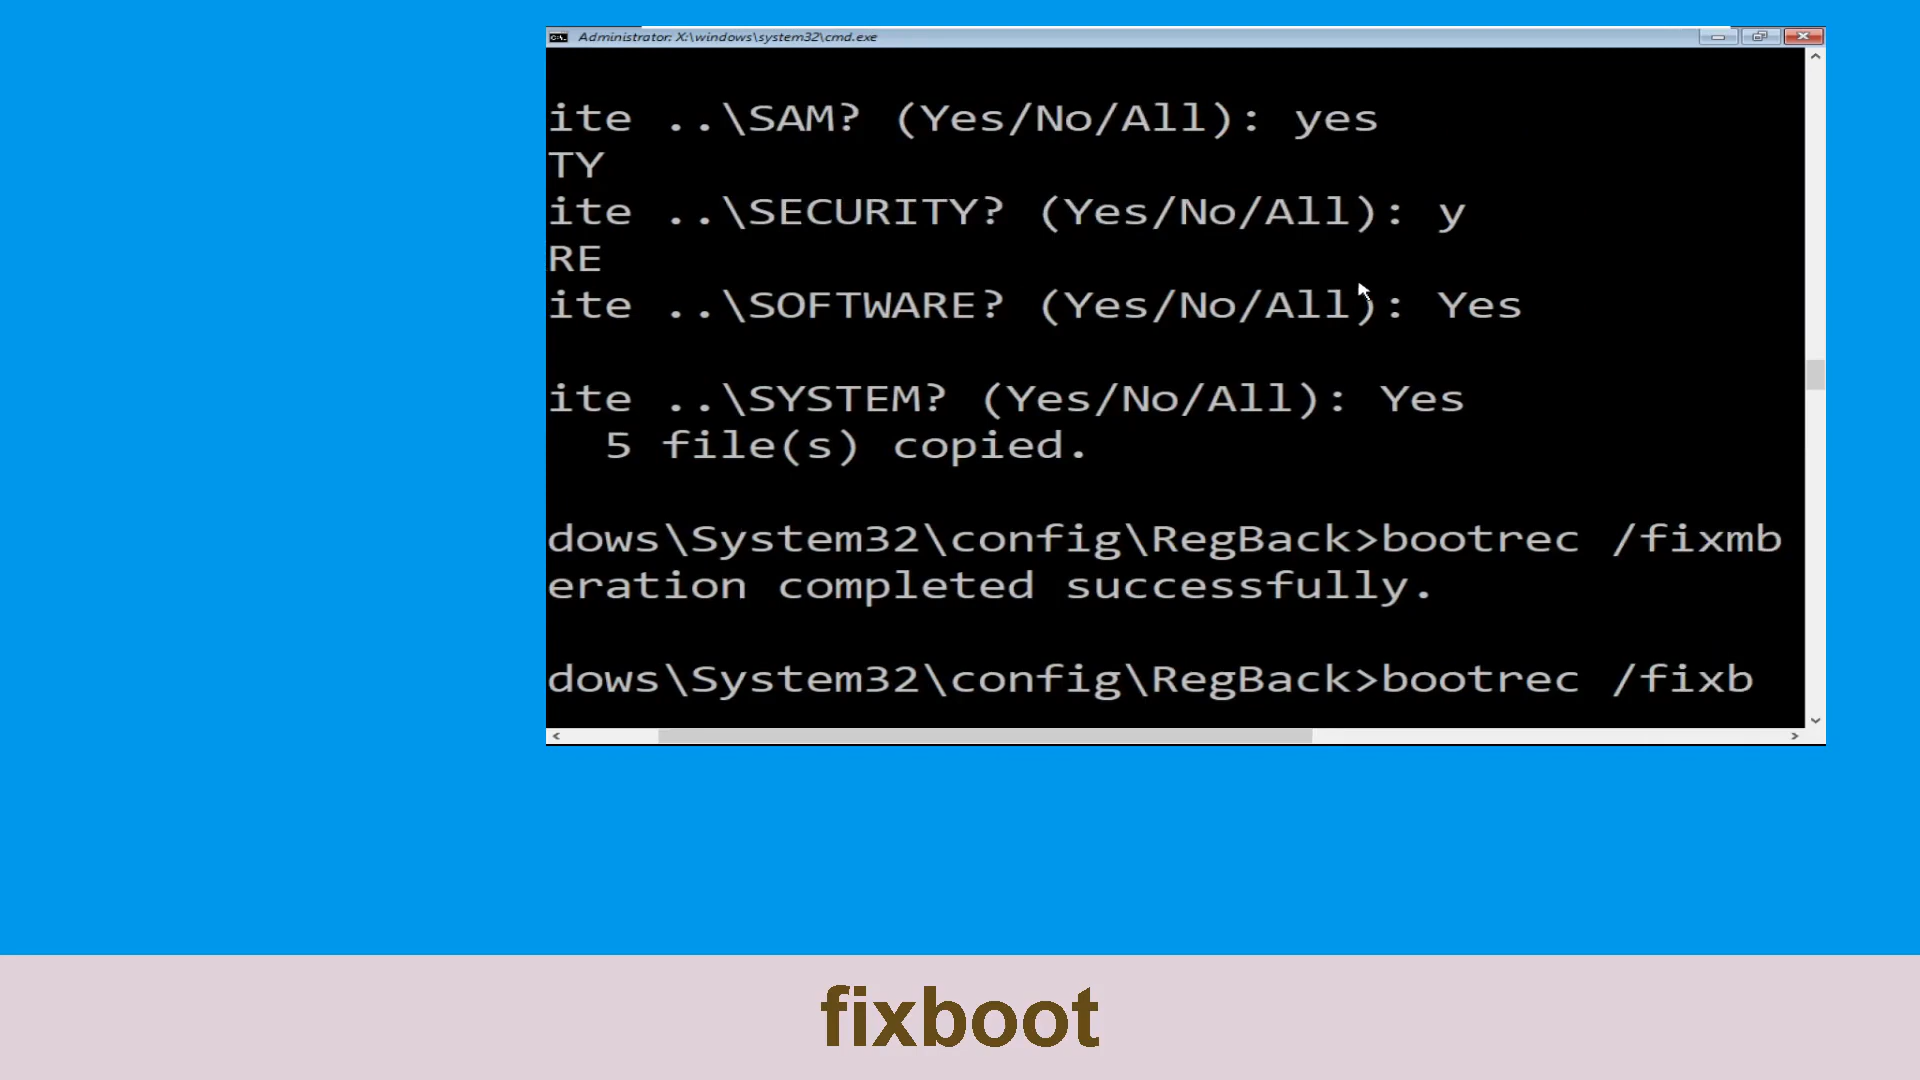 Administrator: X:\windows\system32\cmd.exe
ite ..\SAM? (Yes/No/All): yes
TY
ite ..\SECURITY? (Yes/No/All): y
RE
ite ..\SOFTWARE? (Yes/No/All): Yes
ite ..\SYSTEM? (Yes/No/All): Yes
5 file(s) copied.
dows\System32\config\RegBack>bootrec /fixmb
eration completed successfully.
dows\System32\config\RegBack>bootrec /fixb
fixboot